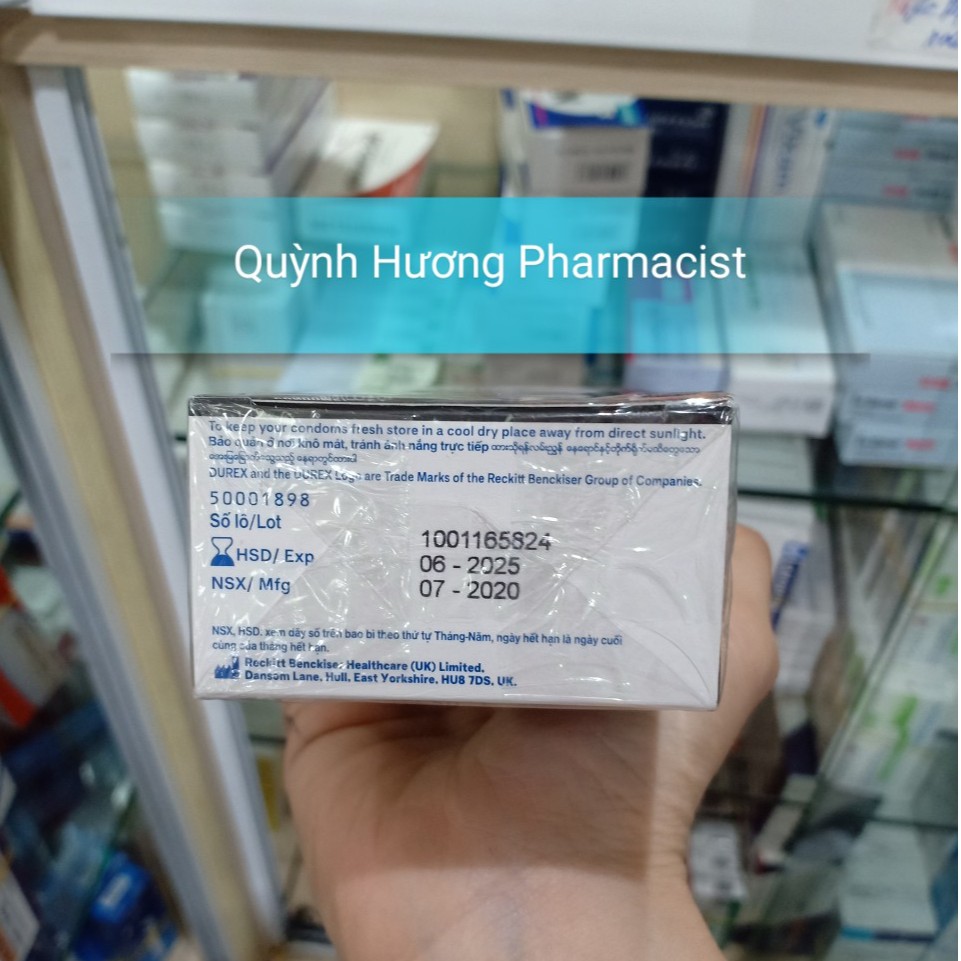 Quỳnh Hương Pharmacist
To keep your condoms fresh store in a cool dry place away from direct sunlight.
Bảo quản ở nơi khô mát, tránh ánh nắng trực tiếp
DUREX and the DUREX Logo are Trade Marks of the Reckitt Benckiser Group of Companies.
50001898
Số lô/Lot
1001165824
HSD/ Exp
06 - 2025
NSX/ Mfg
07 - 2020
NSX, HSD: xem dãy số trên bao bì theo thứ tự Tháng-Năm, ngày hết hạn là ngày cuối
cùng của tháng hết hạn.
Reckitt Benckiser Healthcare (UK) Limited,
Dansom Lane, Hull, East Yorkshire, HU8 7DS, UK.